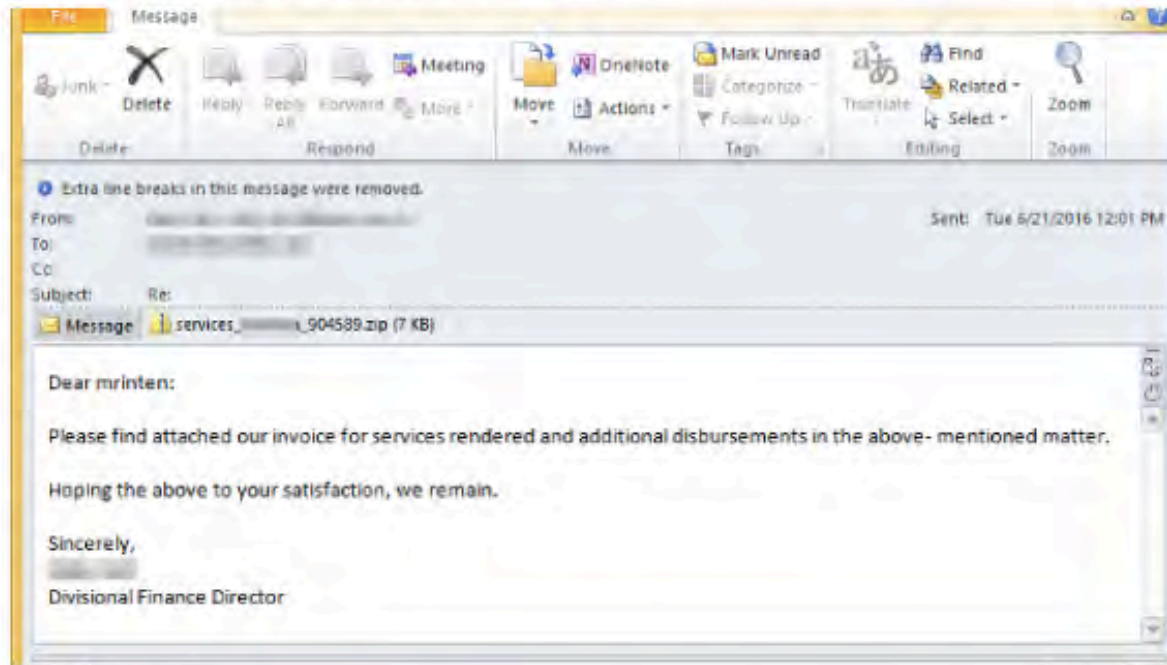 File Message
Junk Delete Reply Reply All Forward Meeting More Move OneNote Actions Mark Unread Categorize Follow Up Translate Find Related Select Zoom
Delete Respond Move Tags Editing Zoom
Extra line breaks in this message were removed.
From: Sent: Tue 6/21/2016 12:01 PM
To:
Cc:
Subject: Re:
Message services_ _904589.zip (7 KB)
Dear mrinten:
Please find attached our invoice for services rendered and additional disbursements in the above- mentioned matter.
Hoping the above to your satisfaction, we remain.
Sincerely,
Divisional Finance Director